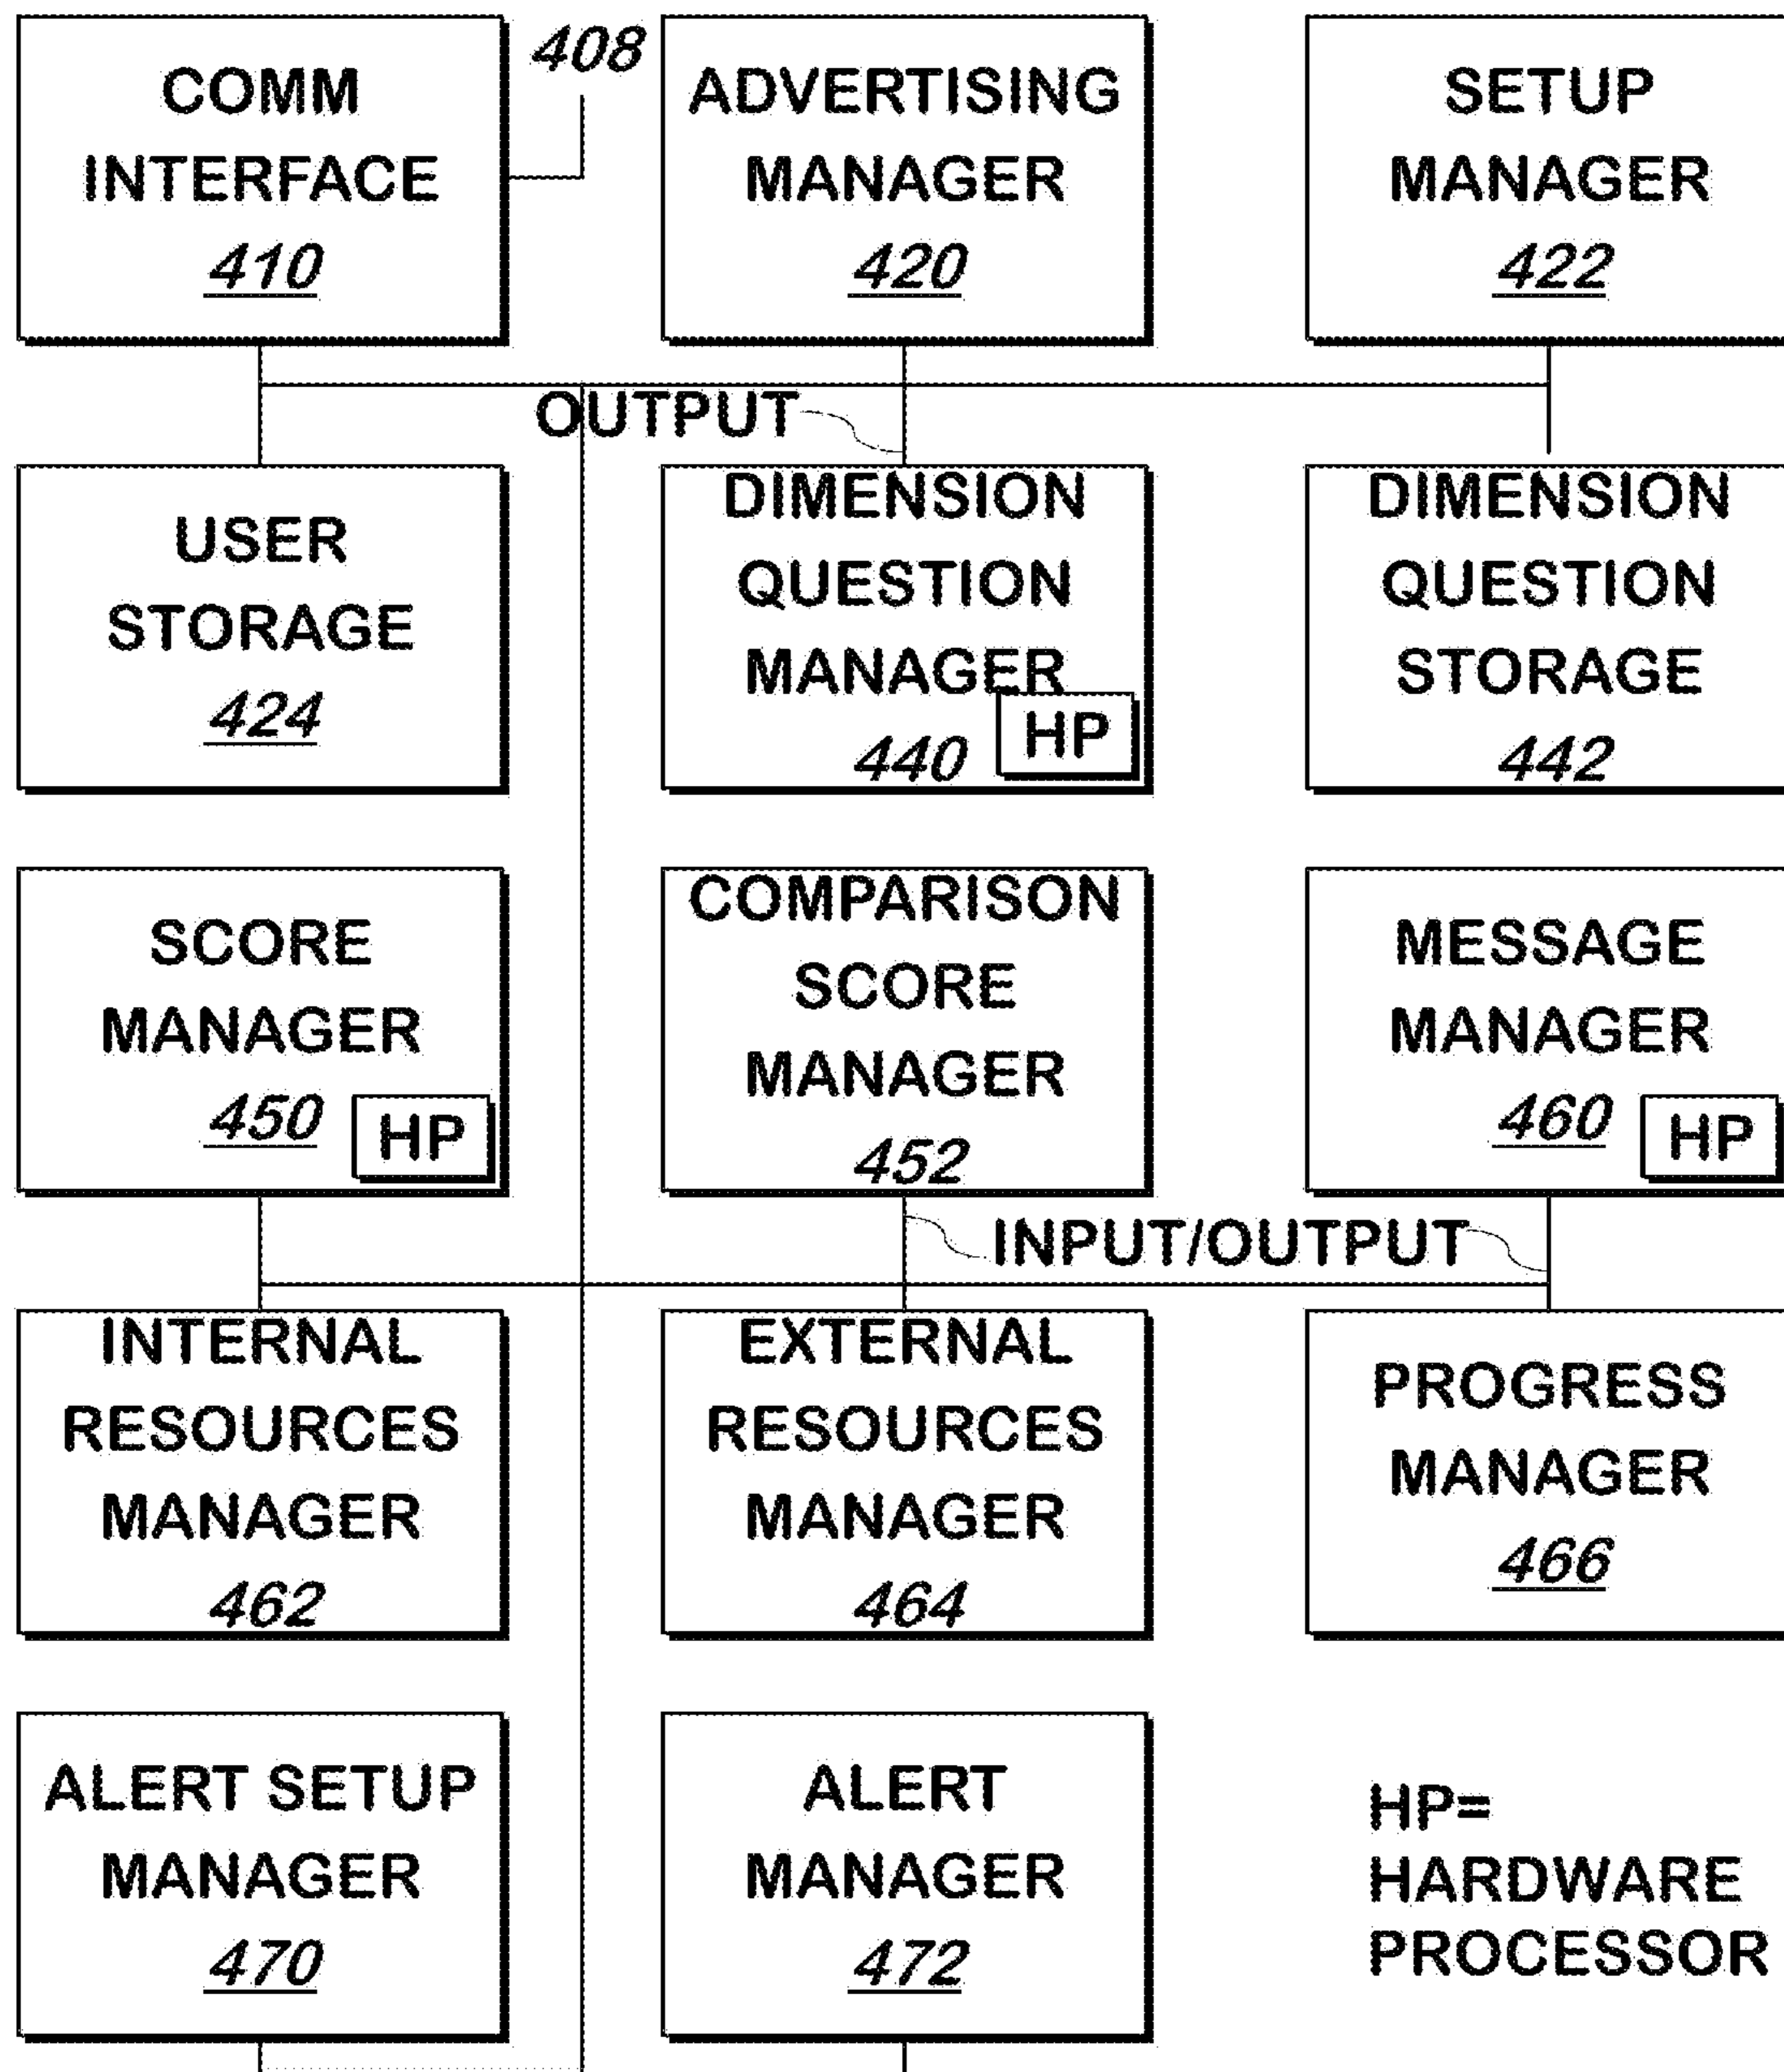 COMM
INTERFACE
410
408
ADVERTISING
MANAGER
420
SETUP
MANAGER
422
OUTPUT
USER
STORAGE
424
DIMENSION
QUESTION
MANAGER
440
HP
DIMENSION
QUESTION
STORAGE
442
SCORE
MANAGER
450
HP
COMPARISON
SCORE
MANAGER
452
MESSAGE
MANAGER
460
HP
INPUT/OUTPUT
INTERNAL
RESOURCES
MANAGER
462
EXTERNAL
RESOURCES
MANAGER
464
PROGRESS
MANAGER
466
ALERT SETUP
MANAGER
470
ALERT
MANAGER
472
HP=
HARDWARE
PROCESSOR